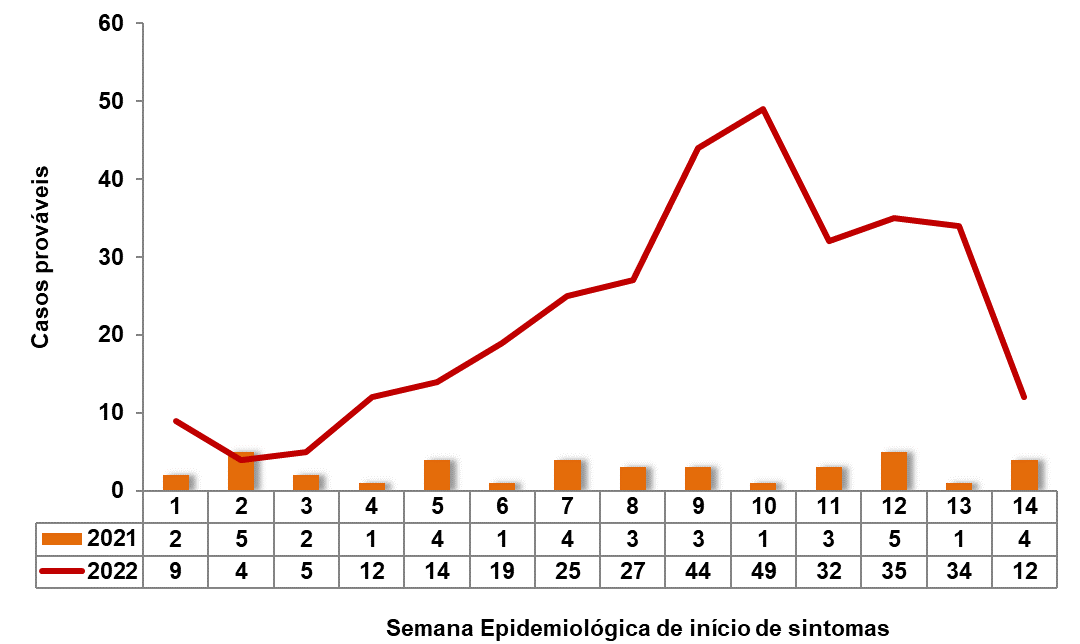 60
50
40
30
20
10
0
Casos prováveis
1 2 3 4 5 6 7 8 9 10 11 12 13 14
2021 2 5 2 1 4 1 4 3 3 1 3 5 1 4
2022 9 4 5 12 14 19 25 27 44 49 32 35 34 12
Semana Epidemiológica de início de sintomas